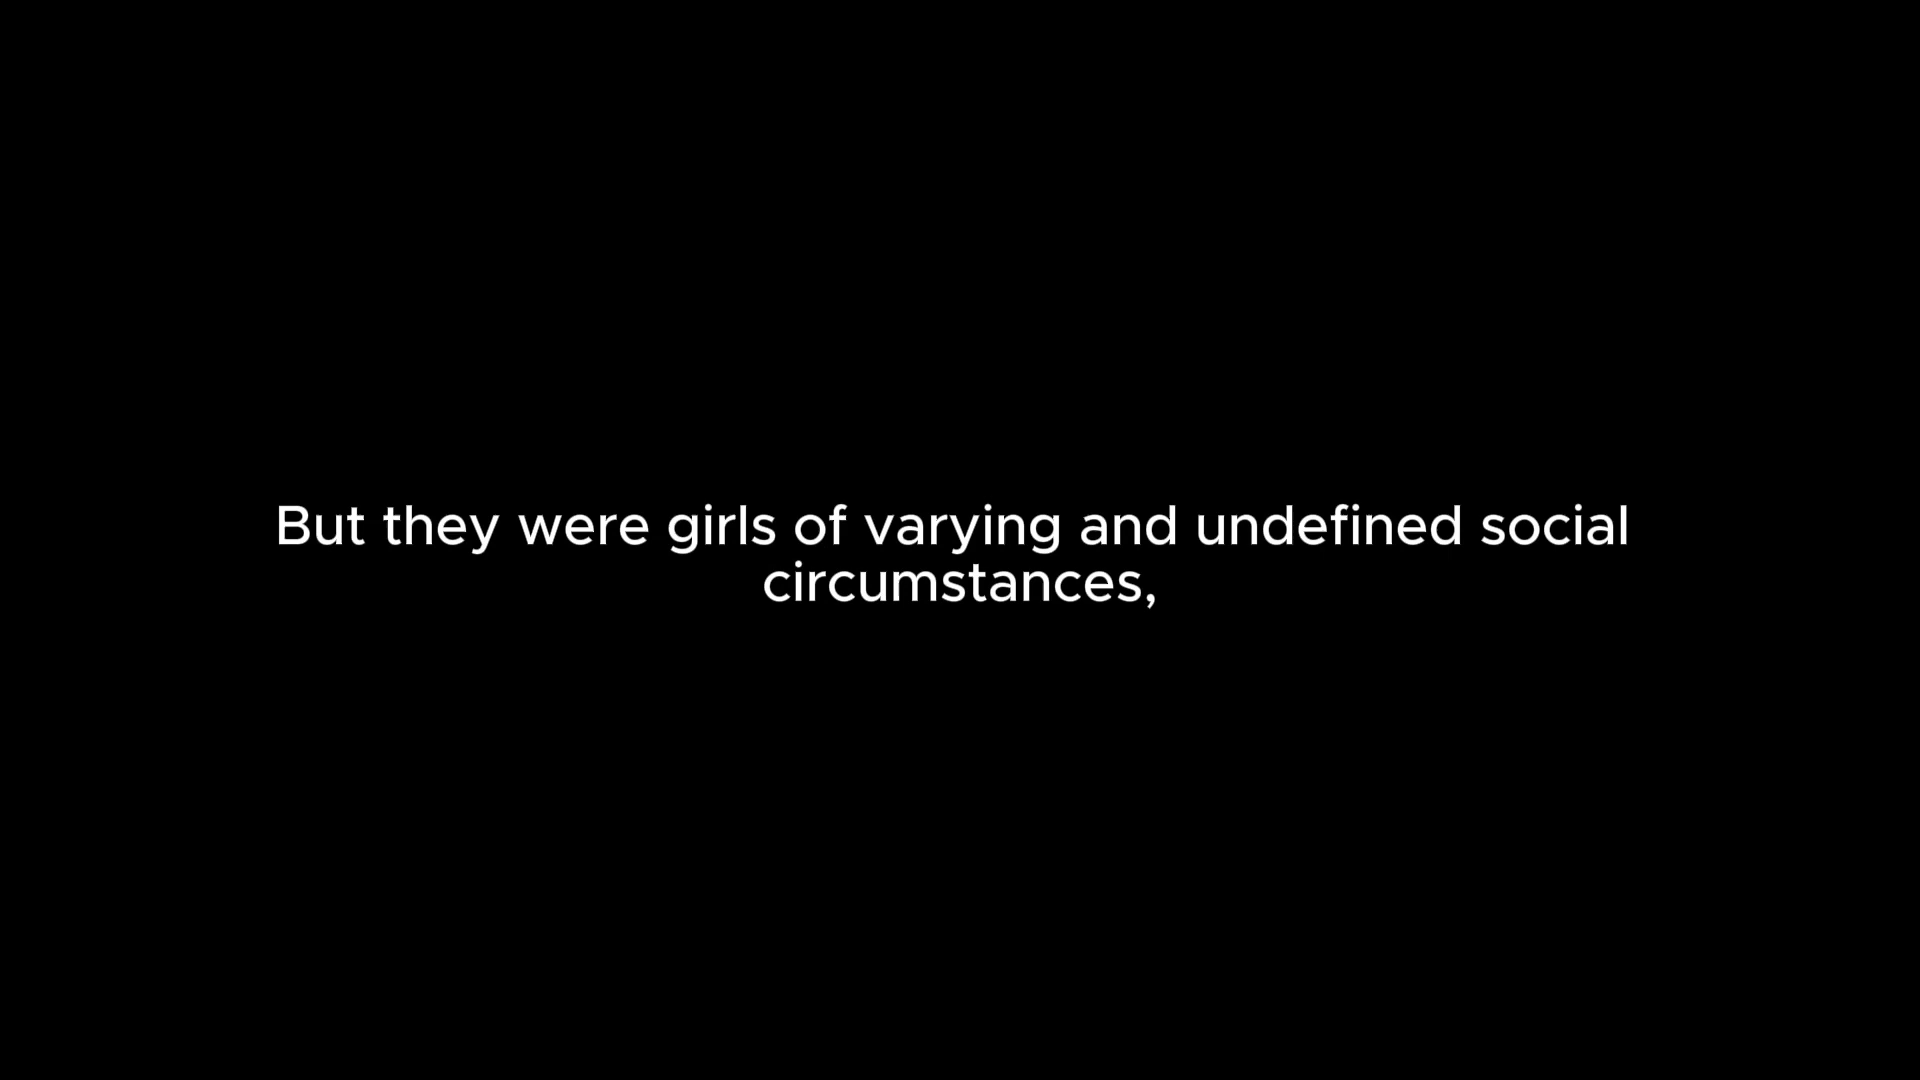 But they were girls of varying and undefined social
circumstances,